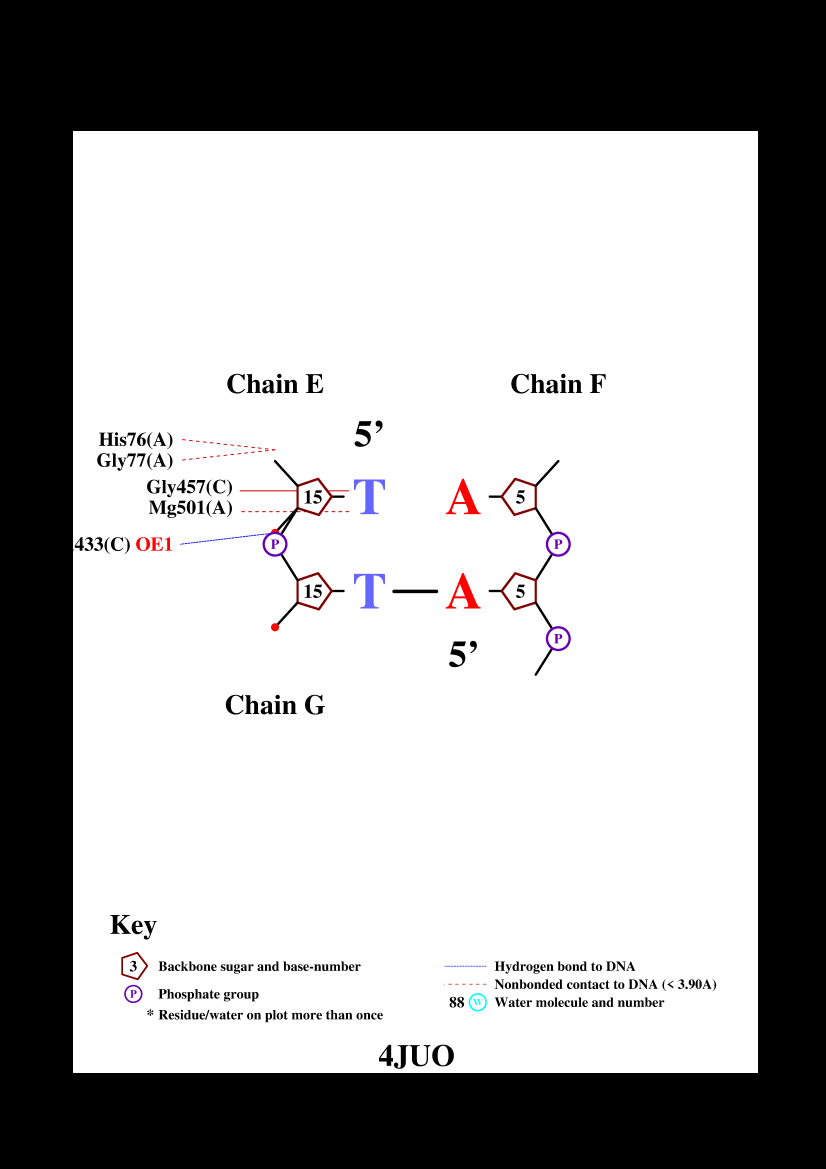 Chain E Chain F
5’
His76(A)
Gly77(A)
Gly457(C)
Mg501(A)
15 T A 5
433(C) OE1 P P
15 T A 5
P
5’
Chain G
Key
3 Backbone sugar and base-number
P Phosphate group
* Residue/water on plot more than once
Hydrogen bond to DNA
Nonbonded contact to DNA (< 3.90A)
88 W Water molecule and number
4JUO